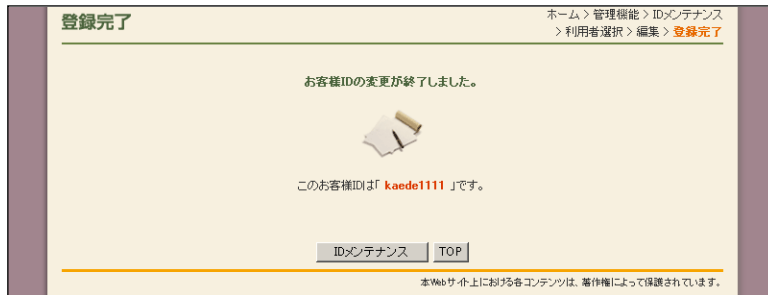 登録完了
ホーム > 管理機能 > IDメンテナンス
> 利用者選択 > 編集 > 登録完了
お客様IDの変更が終了しました。
このお客様IDは「 kaede1111 」です。
IDメンテナンス TOP
本Webサイト上における各コンテンツは、著作権によって保護されています。